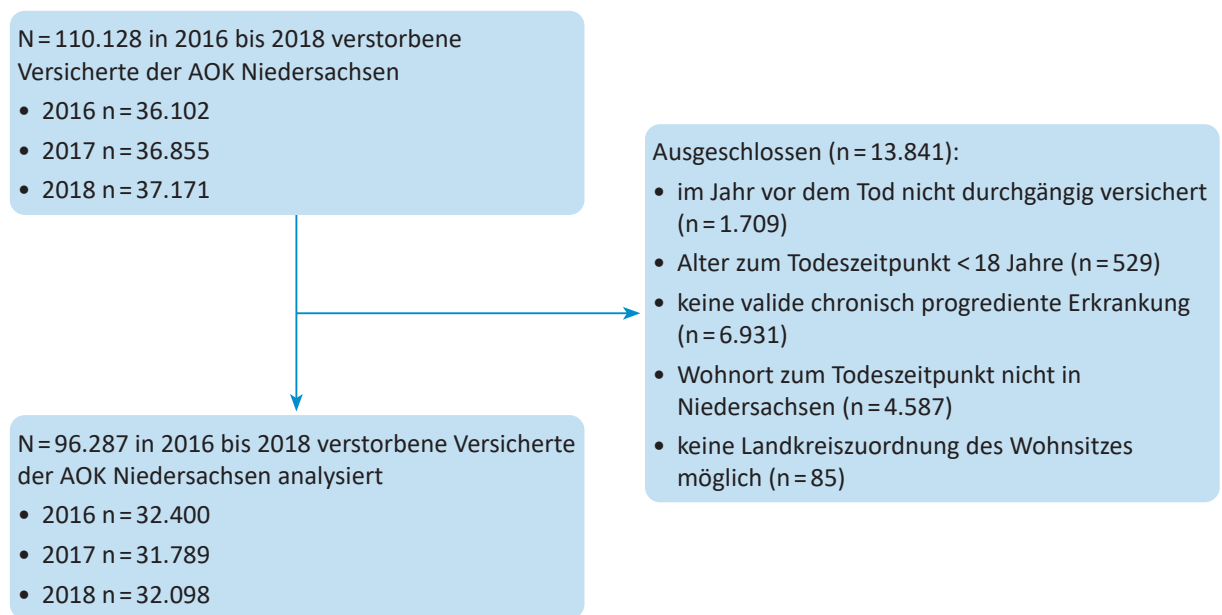 N = 110.128 in 2016 bis 2018 verstorbene
Versicherte der AOK Niedersachsen
• 2016 n = 36.102
• 2017 n = 36.855
• 2018 n = 37.171
Ausgeschlossen (n = 13.841):
• im Jahr vor dem Tod nicht durchgängig versichert
(n = 1.709)
• Alter zum Todeszeitpunkt < 18 Jahre (n = 529)
• keine valide chronisch progrediente Erkrankung
(n = 6.931)
• Wohnort zum Todeszeitpunkt nicht in
Niedersachsen (n = 4.587)
• keine Landkreiszuordnung des Wohnsitzes
möglich (n = 85)
N = 96.287 in 2016 bis 2018 verstorbene Versicherte
der AOK Niedersachsen analysiert
• 2016 n = 32.400
• 2017 n = 31.789
• 2018 n = 32.098